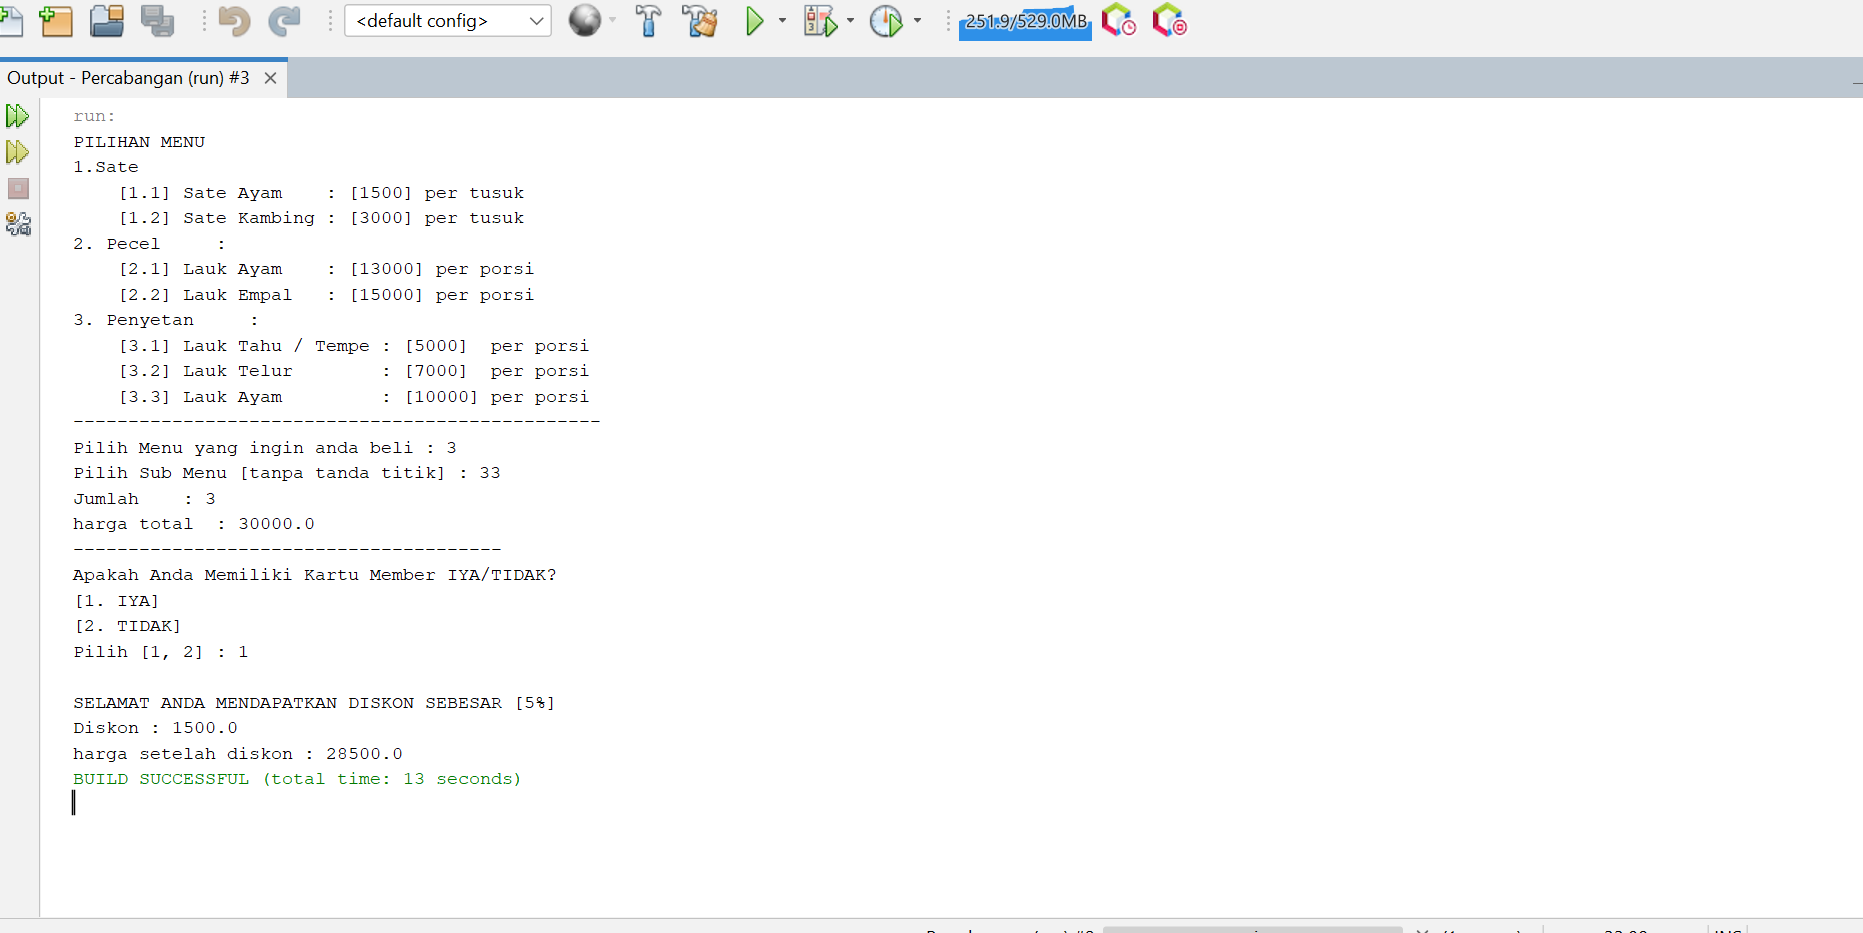 <default config>
251.9/529.0MB
Output - Percabangan (run) #3
run:
PILIHAN MENU
1.Sate
[1.1] Sate Ayam    : [1500] per tusuk
[1.2] Sate Kambing : [3000] per tusuk
2. Pecel     :
[2.1] Lauk Ayam    : [13000] per porsi
[2.2] Lauk Empal   : [15000] per porsi
3. Penyetan     :
[3.1] Lauk Tahu / Tempe : [5000]  per porsi
[3.2] Lauk Telur        : [7000]  per porsi
[3.3] Lauk Ayam         : [10000] per porsi
------------------------------------------------
Pilih Menu yang ingin anda beli : 3
Pilih Sub Menu [tanpa tanda titik] : 33
Jumlah    : 3
harga total  : 30000.0
---------------------------------------
Apakah Anda Memiliki Kartu Member IYA/TIDAK?
[1. IYA]
[2. TIDAK]
Pilih [1, 2] : 1
SELAMAT ANDA MENDAPATKAN DISKON SEBESAR [5%]
Diskon : 1500.0
harga setelah diskon : 28500.0
BUILD SUCCESSFUL (total time: 13 seconds)